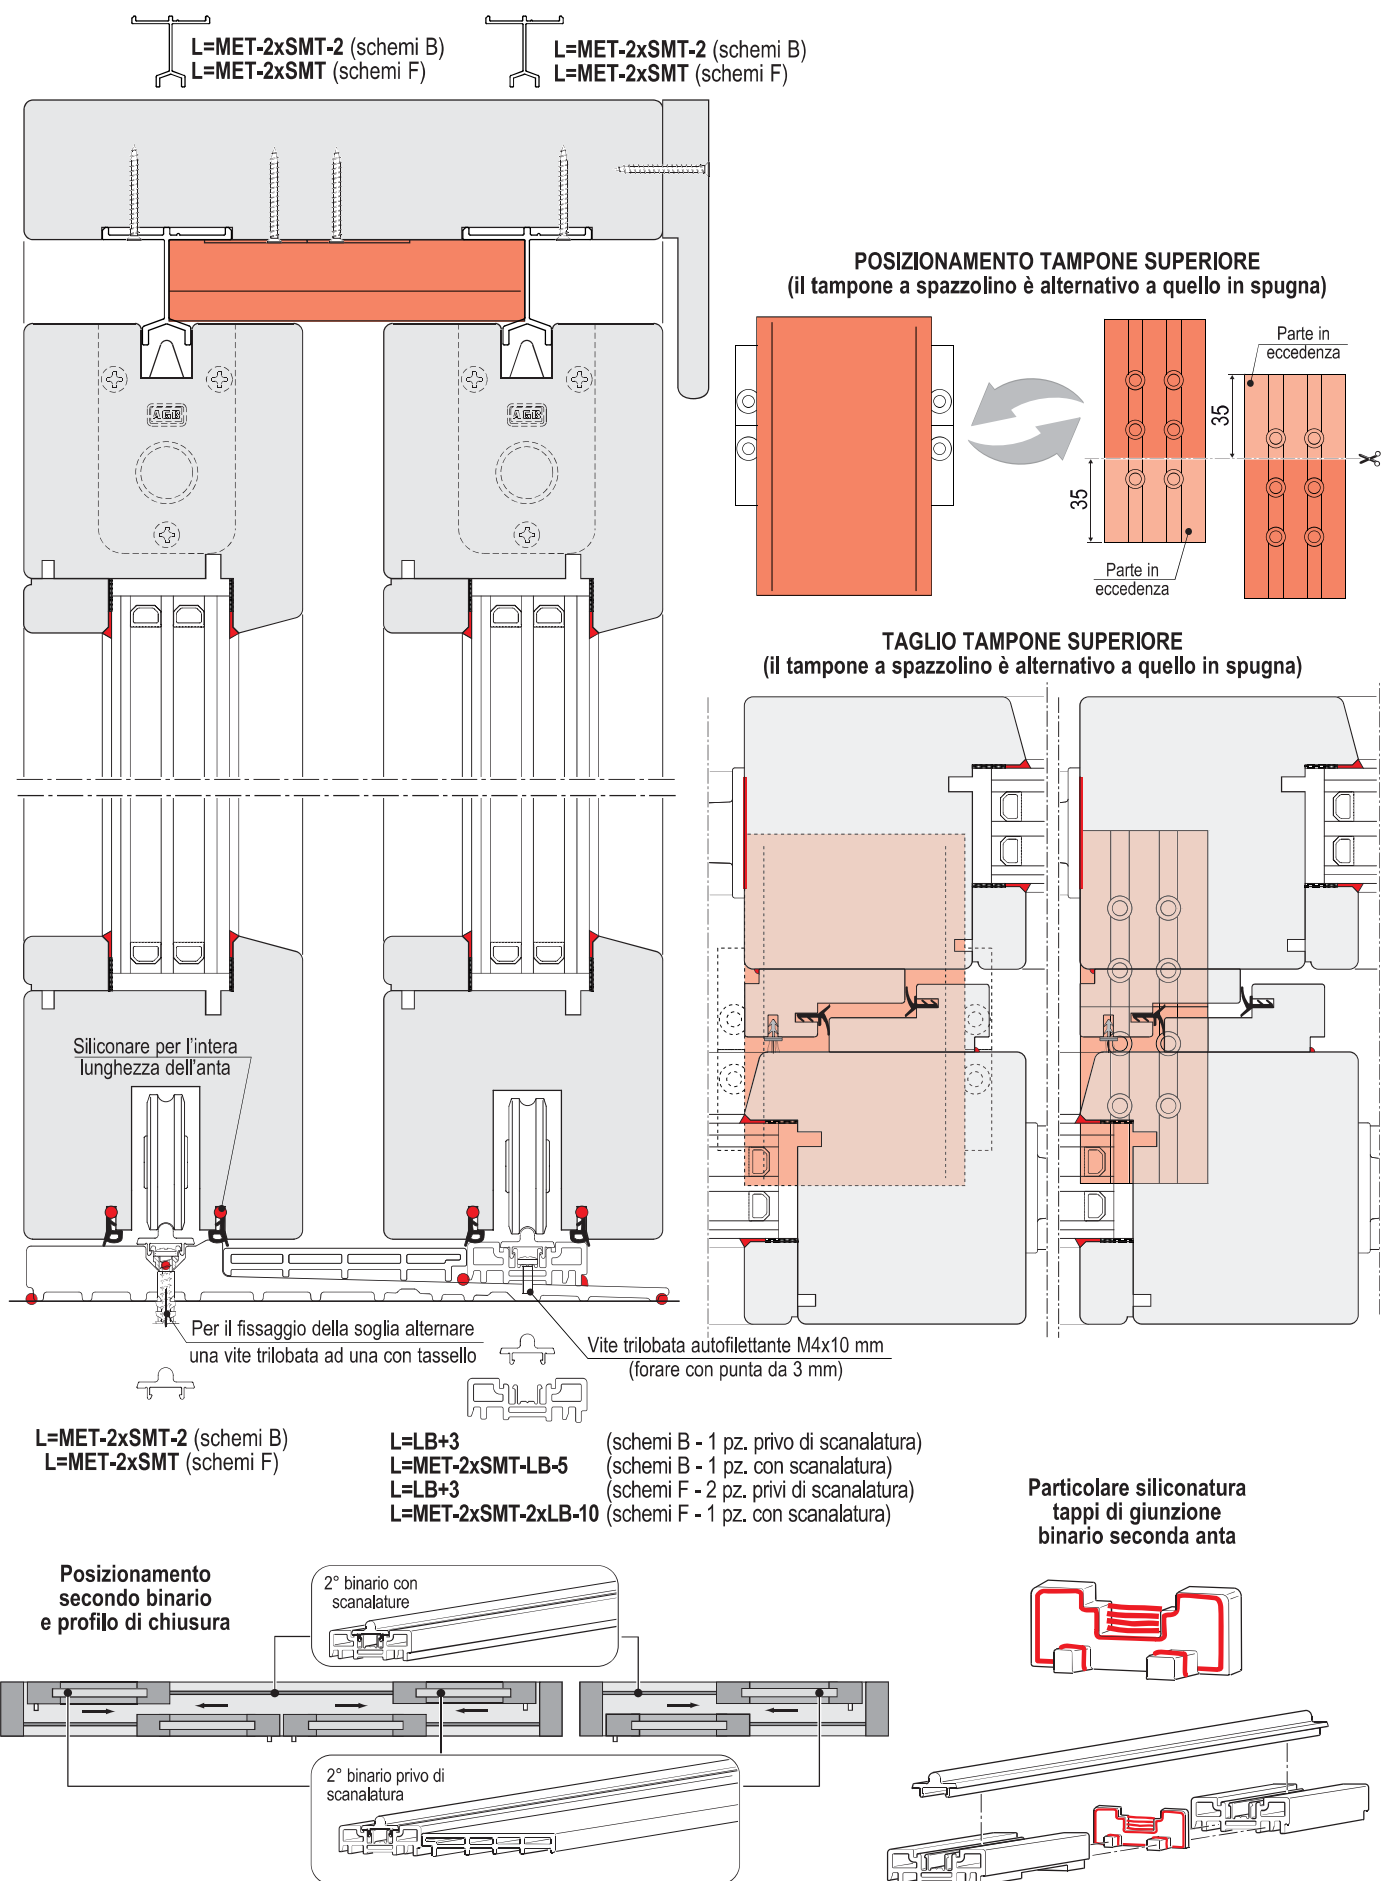 L=MET-2xSMT-2 (schemi B)
L=MET-2xSMT (schemi F)
L=MET-2xSMT-2 (schemi B)
L=MET-2xSMT (schemi F)
AGB
AGB
POSIZIONAMENTO TAMPONE SUPERIORE
(il tampone a spazzolino è alternativo a quello in spugna)
Parte in
eccedenza
35
35
Parte in
eccedenza
TAGLIO TAMPONE SUPERIORE
(il tampone a spazzolino è alternativo a quello in spugna)
Siliconare per l'intera
lunghezza dell'anta
Per il fissaggio della soglia alternare
una vite trilobata ad una con tassello
Vite trilobata autofilettante M4x10 mm
(forare con punta da 3 mm)
L=MET-2xSMT-2 (schemi B)
L=MET-2xSMT (schemi F)
L=LB+3 (schemi B - 1 pz. privo di scanalatura)
L=MET-2xSMT-LB-5 (schemi B - 1 pz. con scanalatura)
L=LB+3 (schemi F - 2 pz. privi di scanalatura)
L=MET-2xSMT-2xLB-10 (schemi F - 1 pz. con scanalatura)
Particolare siliconatura
tappi di giunzione
binario seconda anta
Posizionamento
secondo binario
e profilo di chiusura
2° binario con
scanalature
2° binario privo di
scanalatura